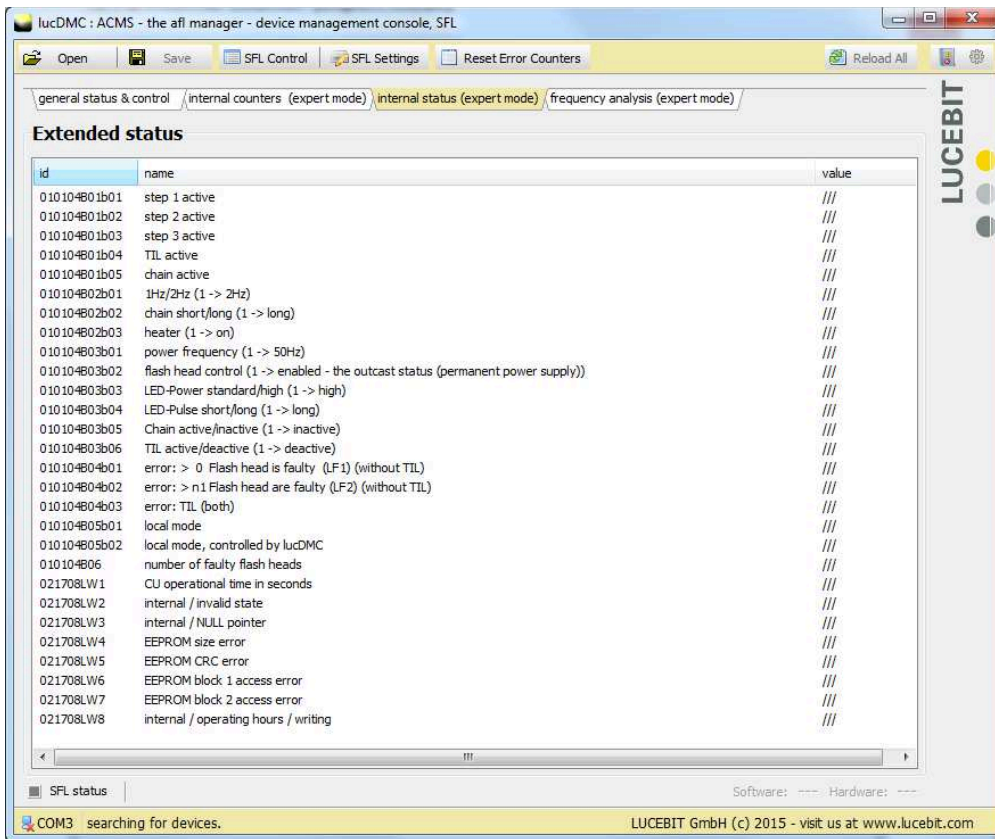 lucDMC : ACMS - the afl manager - device management console, SFL
Open Save SFL Control SFL Settings Reset Error Counters Reload All
general status & control internal counters (expert mode) internal status (expert mode) frequency analysis (expert mode)
LUCEBIT
Extended status
id name value
010104B01b01 step 1 active ///
010104B01b02 step 2 active ///
010104B01b03 step 3 active ///
010104B01b04 TIL active ///
010104B01b05 chain active ///
010104B02b01 1Hz/2Hz (1 -> 2Hz) ///
010104B02b02 chain short/long (1 -> long) ///
010104B02b03 heater (1 -> on) ///
010104B03b01 power frequency (1 -> 50Hz) ///
010104B03b02 flash head control (1 -> enabled - the outcast status (permanent power supply)) ///
010104B03b03 LED-Power standard/high (1 -> high) ///
010104B03b04 LED-Pulse short/long (1 -> long) ///
010104B03b05 Chain active/inactive (1 -> inactive) ///
010104B03b06 TIL active/deactive (1 -> deactive) ///
010104B04b01 error: > 0 Flash head is faulty (LF1) (without TIL) ///
010104B04b02 error: > n1 Flash head are faulty (LF2) (without TIL) ///
010104B04b03 error: TIL (both) ///
010104B05b01 local mode ///
010104B05b02 local mode, controlled by lucDMC ///
010104B06 number of faulty flash heads ///
021708LW1 CU operational time in seconds ///
021708LW2 internal / invalid state ///
021708LW3 internal / NULL pointer ///
021708LW4 EEPROM size error ///
021708LW5 EEPROM CRC error ///
021708LW6 EEPROM block 1 access error ///
021708LW7 EEPROM block 2 access error ///
021708LW8 internal / operating hours / writing ///
SFL status Software: --- Hardware: ---
COM3 searching for devices. LUCEBIT GmbH (c) 2015 - visit us at www.lucebit.com